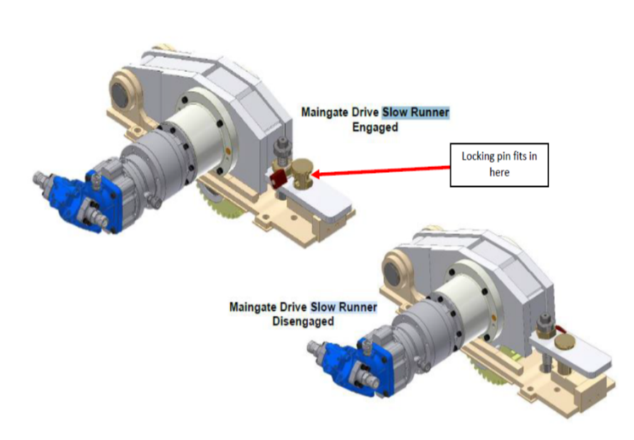 Maingate Drive Slow Runner
Engaged
Locking pin fits in
here
Maingate Drive Slow Runner
Disengaged